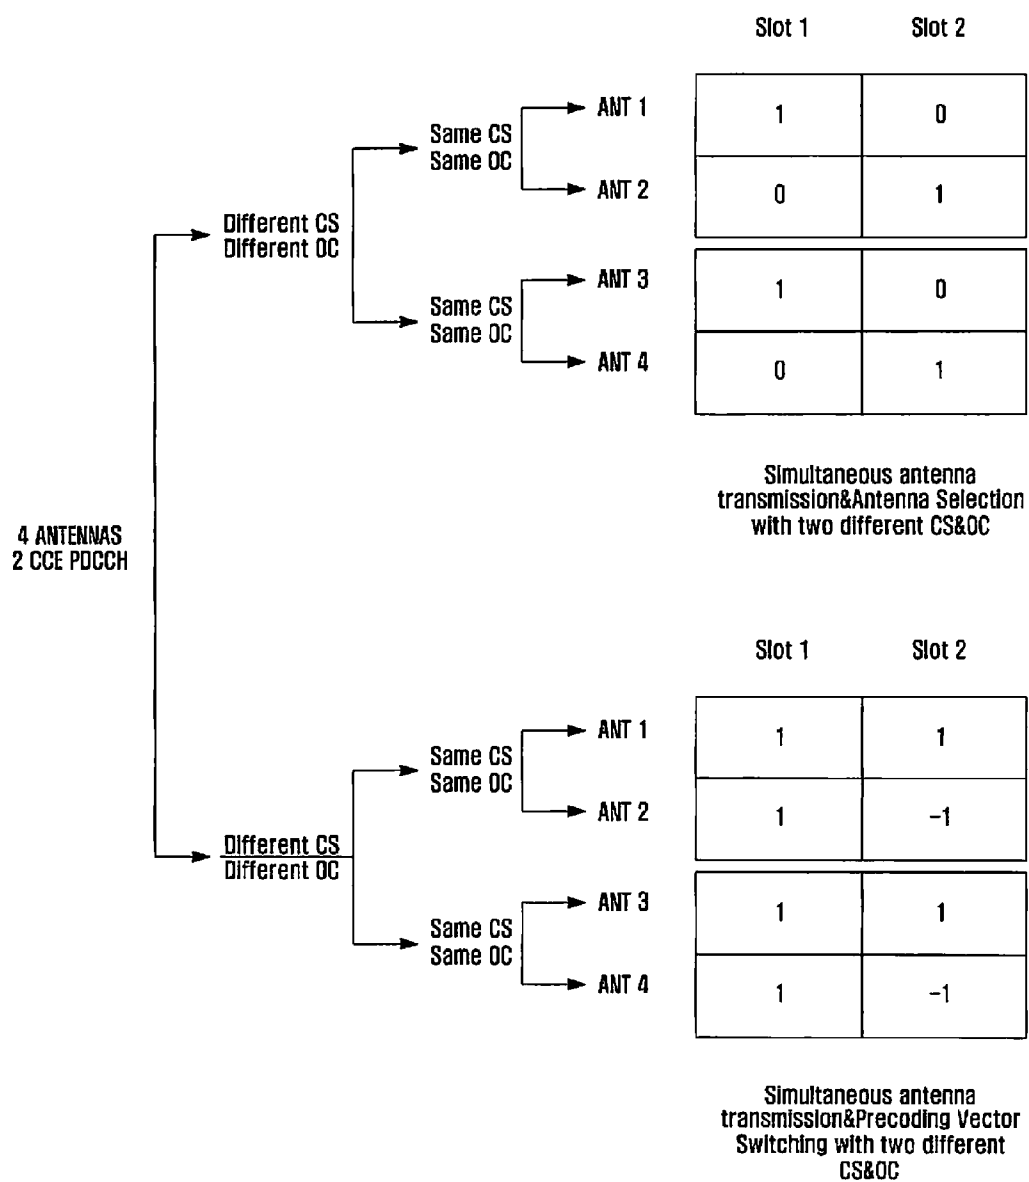 Slot 1 Slot 2
ANT 1 1 0
Same CS
Same OC
ANT 2 0 1
Different CS
Different OC
ANT 3 1 0
Same CS
Same OC
ANT 4 0 1
Simultaneous antenna
transmission&Antenna Selection
with two different CS&OC
4 ANTENNAS
2 CCE PDCCH
Slot 1 Slot 2
ANT 1 1 1
Same CS
Same OC
ANT 2 1 -1
Different CS
Different OC
ANT 3 1 1
Same CS
Same OC
ANT 4 1 -1
Simultaneous antenna
transmission&Precoding Vector
Switching with two different
CS&OC